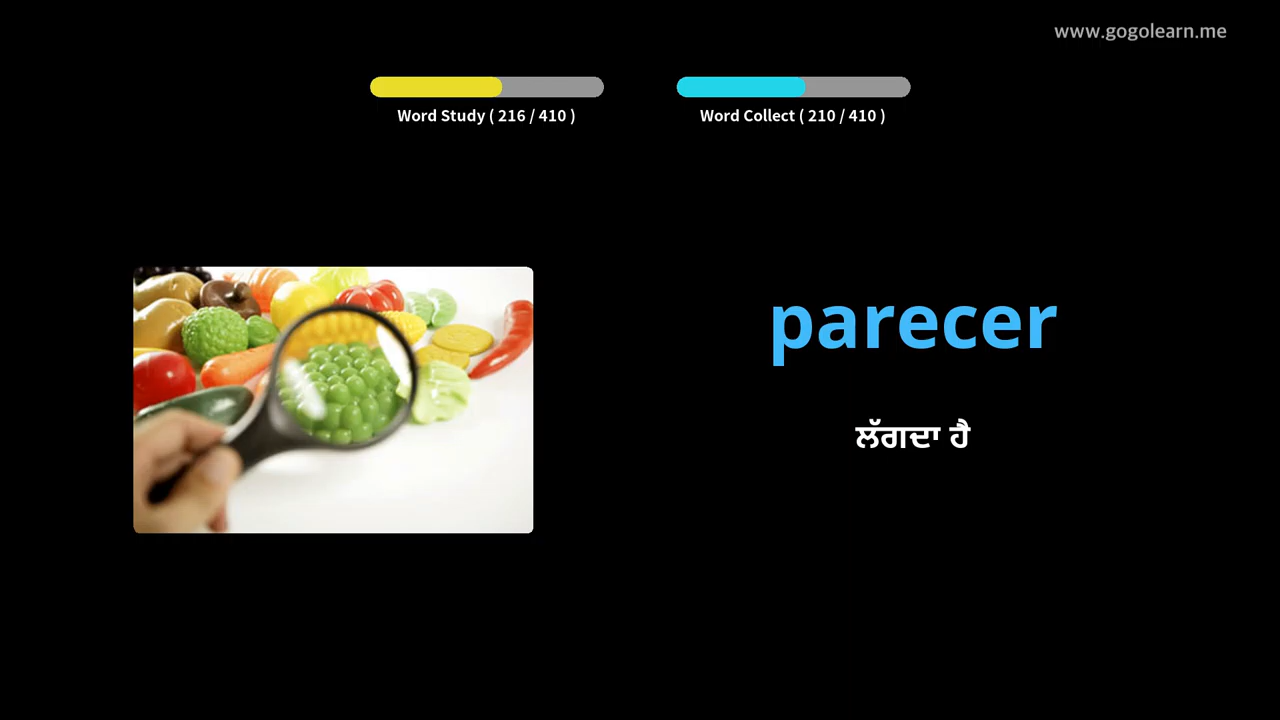 www.gogolearn.me
Word Study ( 216 / 410 )
Word Collect ( 210 / 410 )
parecer
ਲੱਗਦਾ ਹੈ